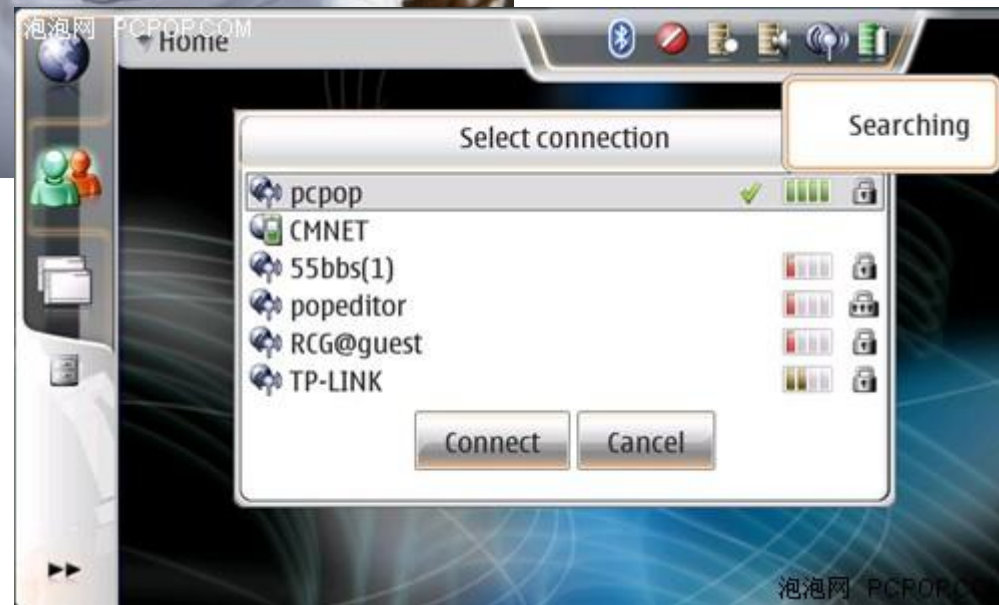 泡泡网 PCPOP.COM
Home
Searching
Select connection
pcpop
CMNET
55bbs(1)
popeditor
RCG@guest
TP-LINK
Connect
Cancel
泡泡网 PCPOP.CO